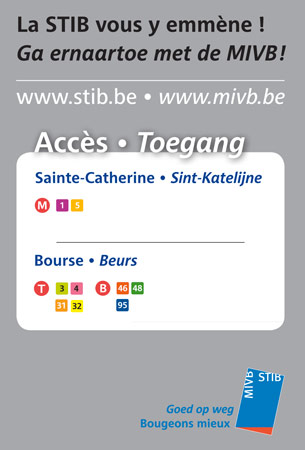 La STIB vous y emmène !
Ga ernaartoe met de MIVB!
www.stib.be • www.mivb.be
Accès • Toegang
Sainte-Catherine • Sint-Katelijne
M 1 5
Bourse • Beurs
T 3 4 B 46 48
31 32 95
MIVB STIB
Goed op weg
Bougeons mieux